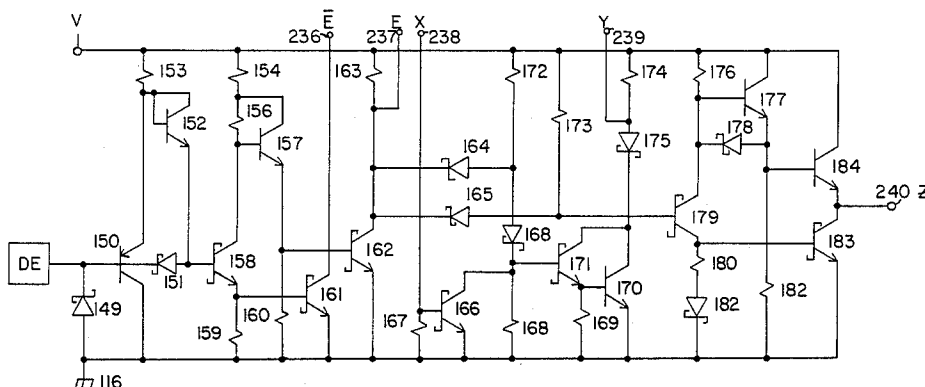 V
E̅ E X Y
236 237 238 239
153 154 163 172 174 176
152 156 157 173 177
164 175 178
165 184
240 Z
150 162 179
DE 168 171 183
151 158 170 180
149 161 166
159 160 167 168 169 182 182
116